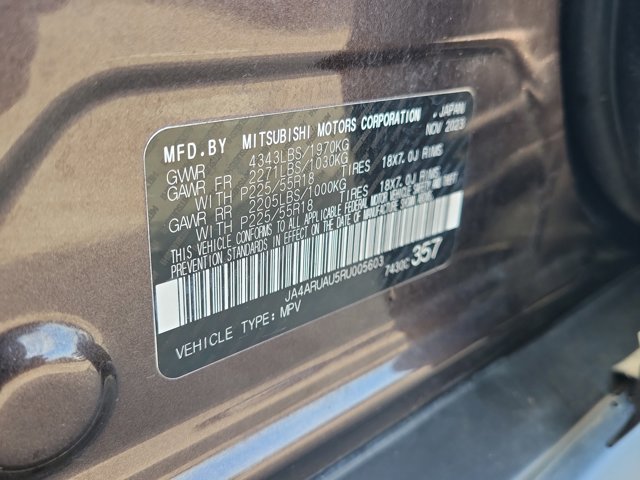 MFD.BY MITSUBISHI MOTORS CORPORATION, JAPAN
GVWR 4343LBS/1970KG NOV 2023
GAWR FR 2271LBS/1030KG
WITH P225/55R18 TIRES 18X7.0J RIMS
GAWR RR 2205LBS/1000KG
WITH P225/55R18 TIRES 18X7.0J RIMS
THIS VEHICLE CONFORMS TO ALL APPLICABLE FEDERAL MOTOR VEHICLE SAFETY AND THEFT
PREVENTION STANDARDS IN EFFECT ON THE DATE OF MANUFACTURE SHOWN ABOVE.
JA4ARUAU5RU005603 7430C 357
VEHICLE TYPE: MPV